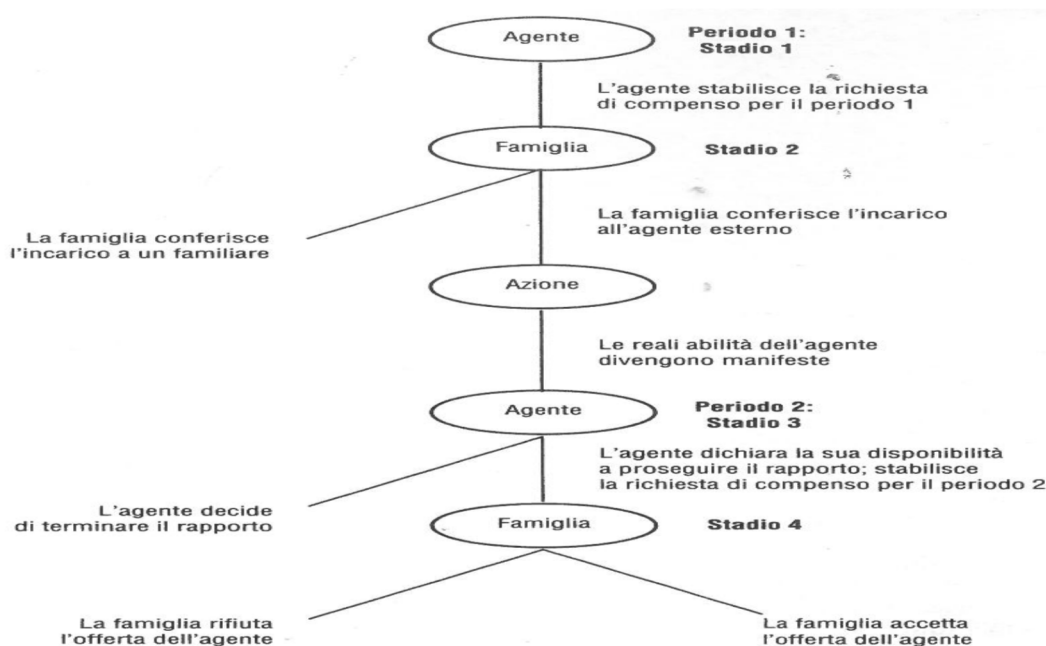 Agente
Periodo 1:
Stadio 1
L'agente stabilisce la richiesta
di compenso per il periodo 1
Famiglia
Stadio 2
La famiglia conferisce
l'incarico a un familiare
La famiglia conferisce l'incarico
all'agente esterno
Azione
Le reali abilità dell'agente
divengono manifeste
Agente
Periodo 2:
Stadio 3
L'agente dichiara la sua disponibilità
a proseguire il rapporto; stabilisce
la richiesta di compenso per il periodo 2
L'agente decide
di terminare il rapporto
Famiglia
Stadio 4
La famiglia rifiuta
l'offerta dell'agente
La famiglia accetta
l'offerta dell'agente